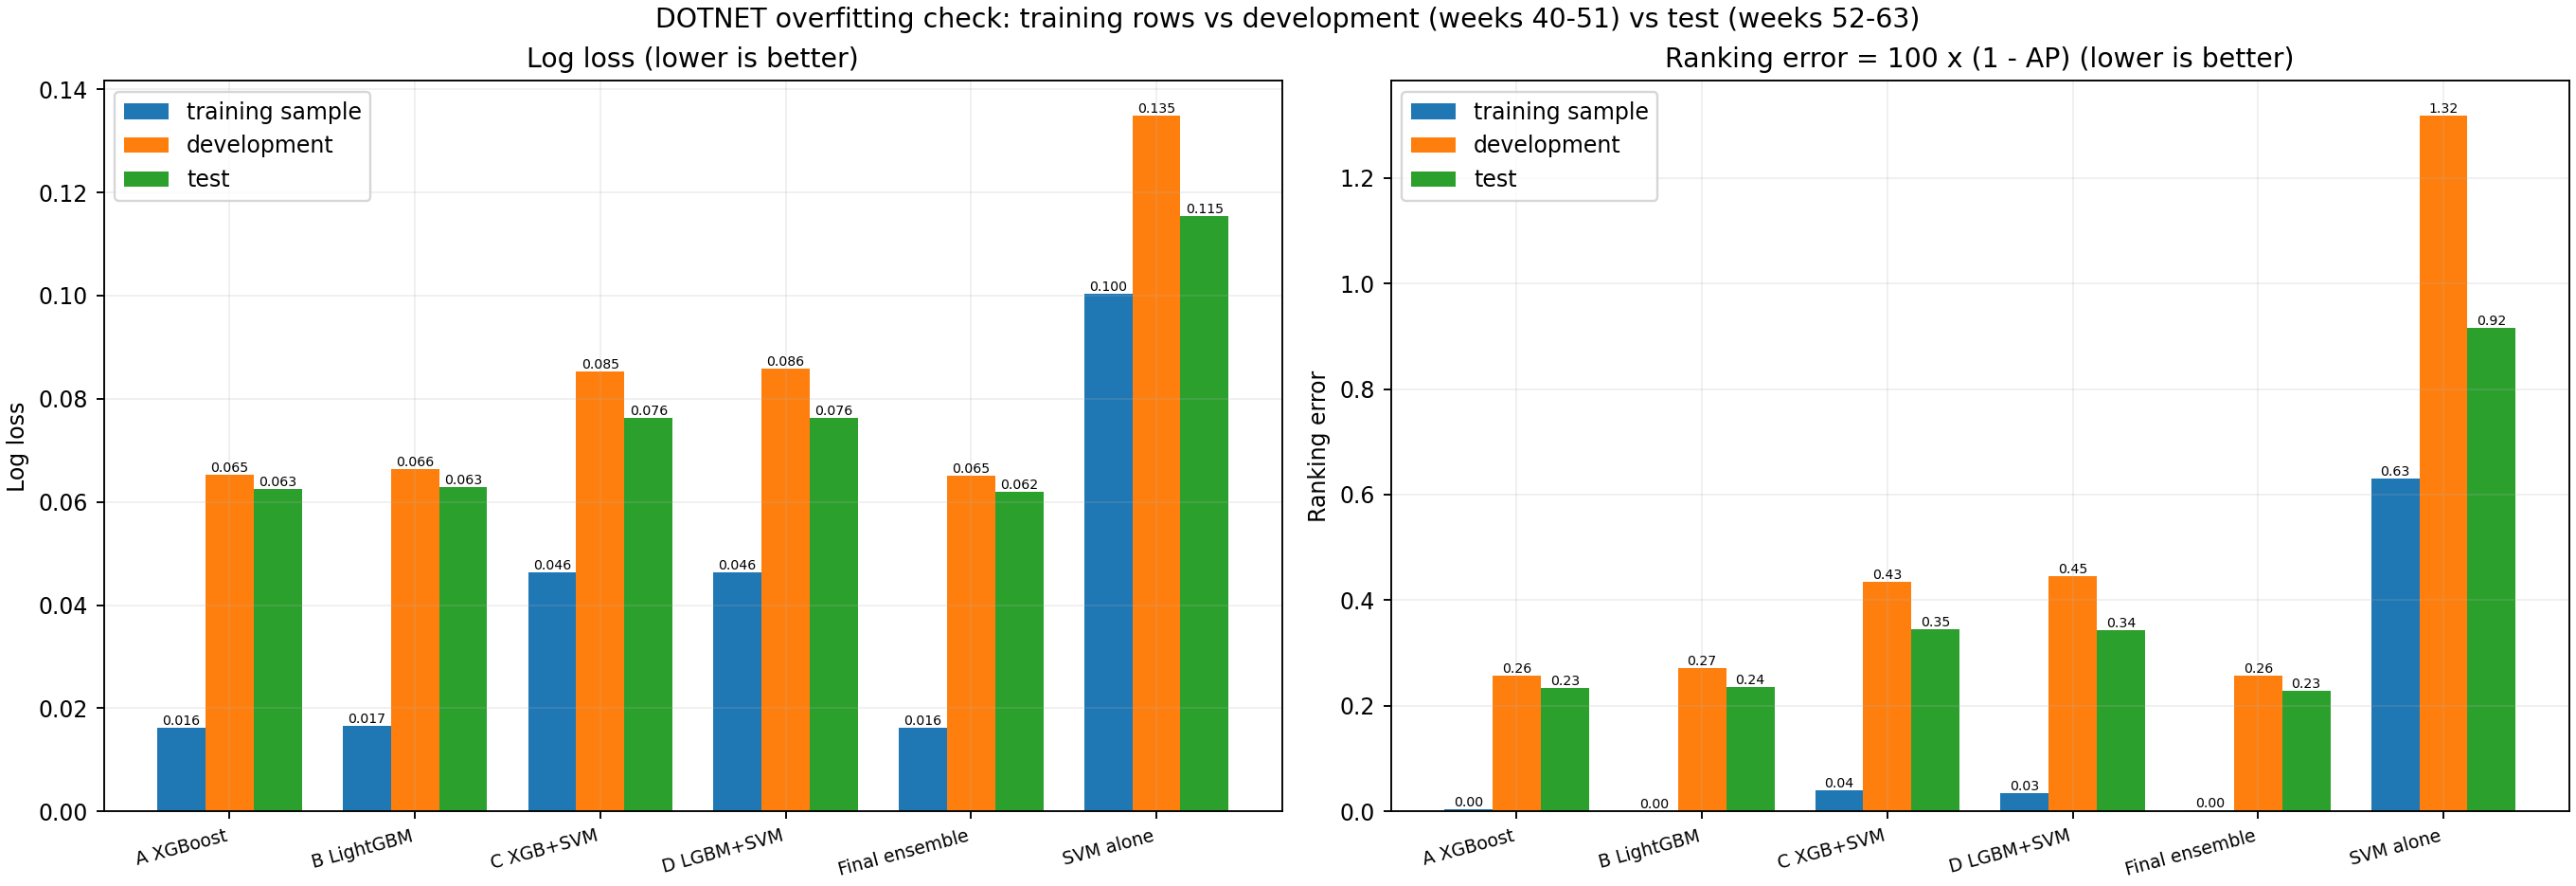 DOTNET overfitting check: training rows vs development (weeks 40-51) vs test (weeks 52-63)
Log loss (lower is better)
Log loss
0.14
0.12
0.10
0.08
0.06
0.04
0.02
0.00
training sample
development
test
0.016
0.065
0.063
0.017
0.066
0.063
0.046
0.085
0.076
0.046
0.086
0.076
0.016
0.065
0.062
0.100
0.135
0.115
A XGBoost
B LightGBM
C XGB+SVM
D LGBM+SVM
Final ensemble
SVM alone
Ranking error = 100 x (1 - AP) (lower is better)
Ranking error
1.2
1.0
0.8
0.6
0.4
0.2
0.0
training sample
development
test
0.00
0.26
0.23
0.00
0.27
0.24
0.04
0.43
0.35
0.03
0.45
0.34
0.00
0.26
0.23
0.63
1.32
0.92
A XGBoost
B LightGBM
C XGB+SVM
D LGBM+SVM
Final ensemble
SVM alone